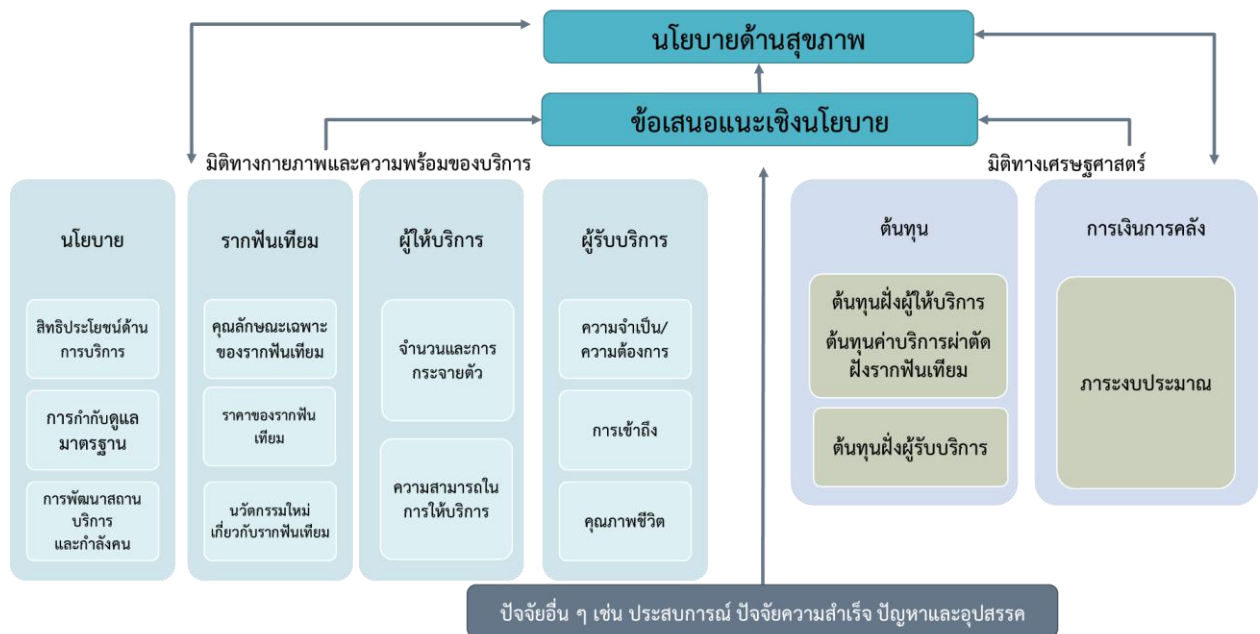 นโยบายด้านสุขภาพ
ข้อเสนอแนะเชิงนโยบาย
มิติทางกายภาพและความพร้อมของบริการ
มิติทางเศรษฐศาสตร์
นโยบาย
สิทธิประโยชน์ด้าน
การบริการ
การกำกับดูแล
มาตรฐาน
การพัฒนาสถาน
บริการ
และกำลังคน
รากฟันเทียม
คุณลักษณะเฉพาะ
ของรากฟันเทียม
ราคาของรากฟัน
เทียม
นวัตกรรมใหม่
เกี่ยวกับรากฟันเทียม
ผู้ให้บริการ
จำนวนและการ
กระจายตัว
ความสามารถใน
การให้บริการ
ผู้รับบริการ
ความจำเป็น/
ความต้องการ
การเข้าถึง
คุณภาพชีวิต
ต้นทุน
ต้นทุนฝั่งผู้ให้บริการ
ต้นทุนค่าบริการผ่าตัด
ฝังรากฟันเทียม
ต้นทุนฝั่งผู้รับบริการ
การเงินการคลัง
ภาระงบประมาณ
ปัจจัยอื่น ๆ เช่น ประสบการณ์ ปัจจัยความสำเร็จ ปัญหาและอุปสรรค